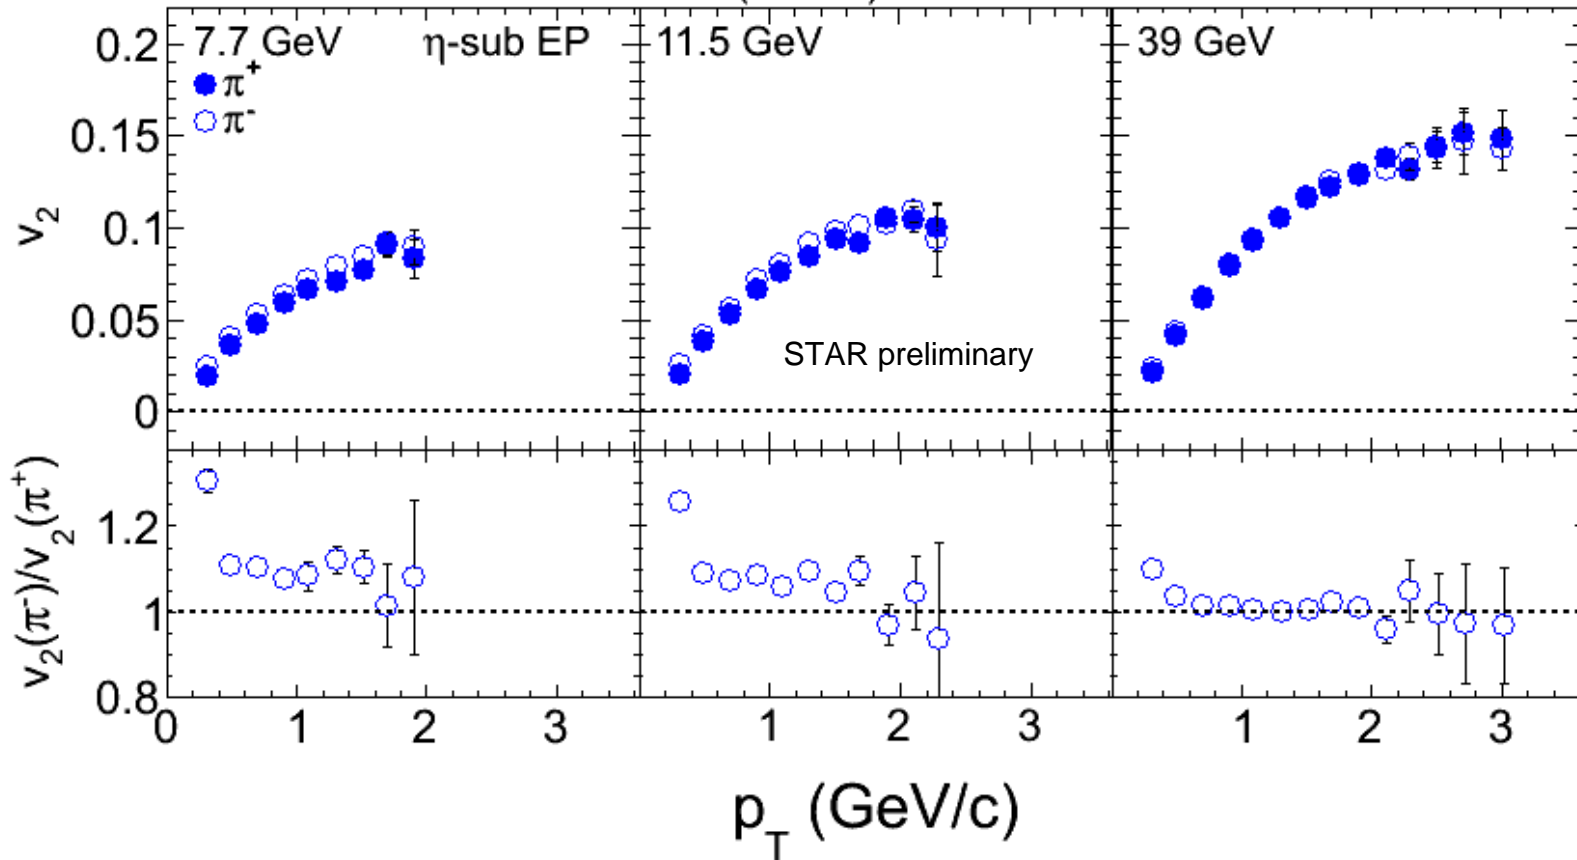 7.7 GeV η-sub EP 11.5 GeV 39 GeV
π+
π-
0.2
0.15
0.1
0.05
0
v2
STAR preliminary
v2(π-)/v2(π+)
1.2
1
0.8
0 1 2 3 1 2 3 1 2 3
pT (GeV/c)